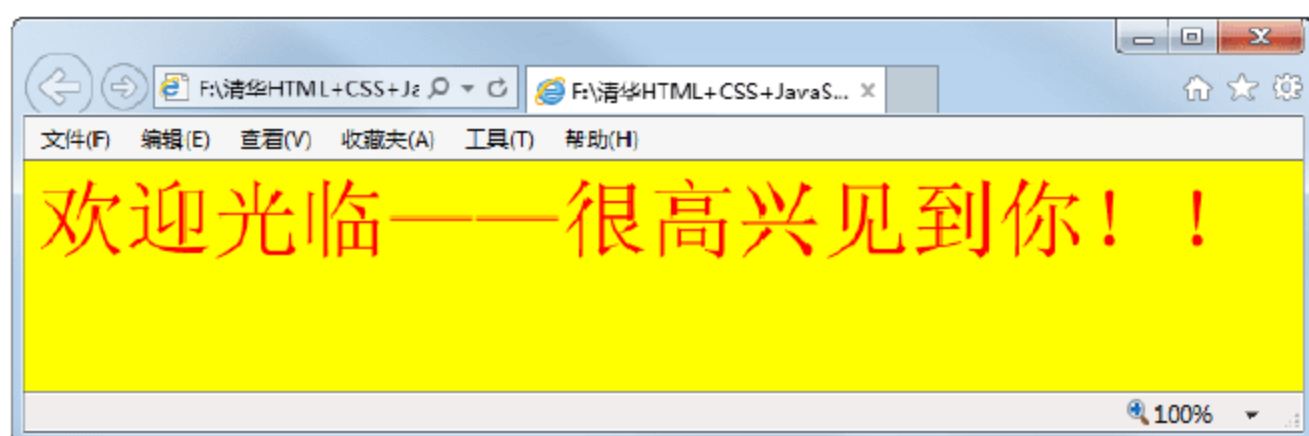 F:\清华HTML+CSS+Ja
F:\清华HTML+CSS+JavaS...
文件(F) 编辑(E) 查看(V) 收藏夹(A) 工具(T) 帮助(H)
欢迎光临——很高兴见到你！！
100%